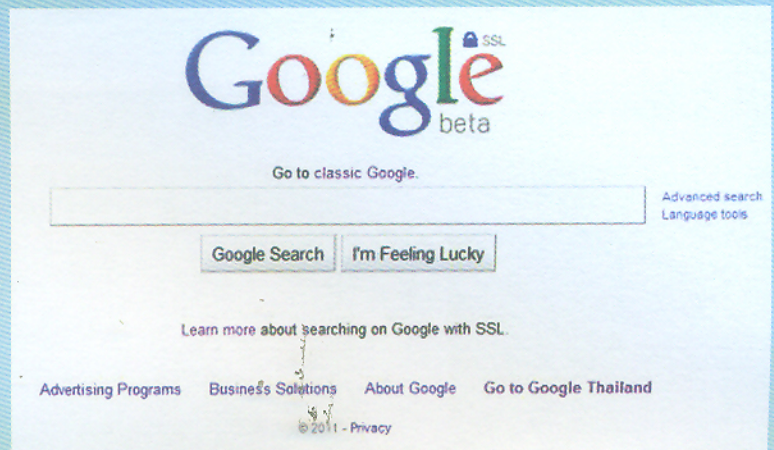 Google SSL
beta
Go to classic Google.
Advanced search
Language tools
Google Search I'm Feeling Lucky
Learn more about searching on Google with SSL.
Advertising Programs Business Solutions About Google Go to Google Thailand
© 2011 - Privacy